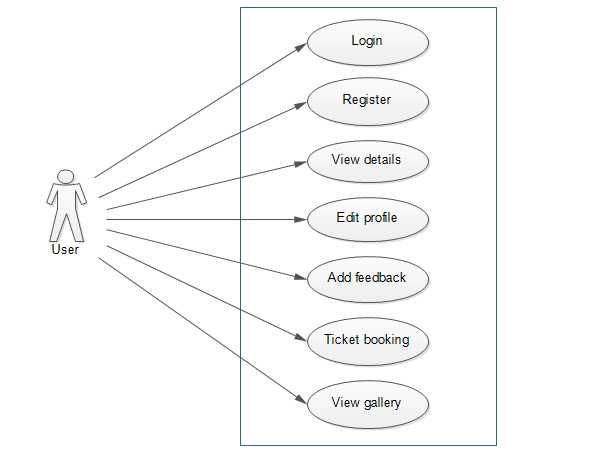 Login
Register
View details
Edit profile
User
Add feedback
Ticket booking
View gallery